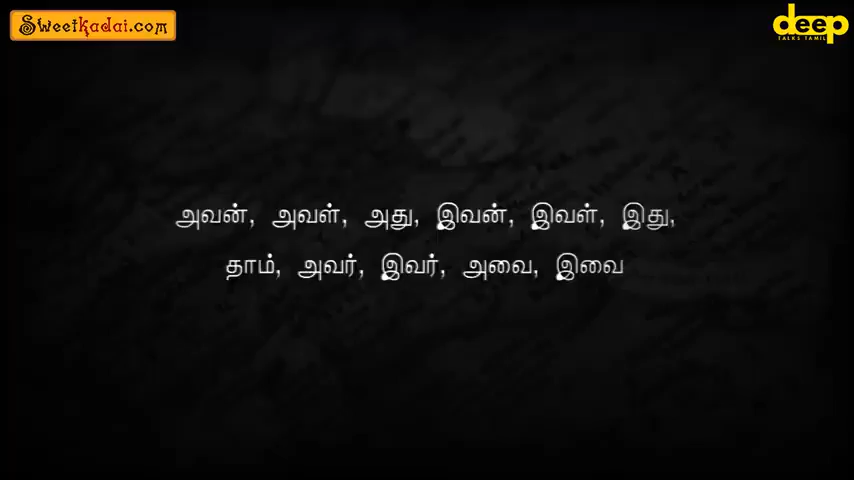 SweetKadai.com
deep
TALKS TAMIL
அவன், அவள், அது, இவன், இவள், இது,
தாம், அவர், இவர், அவை, இவை